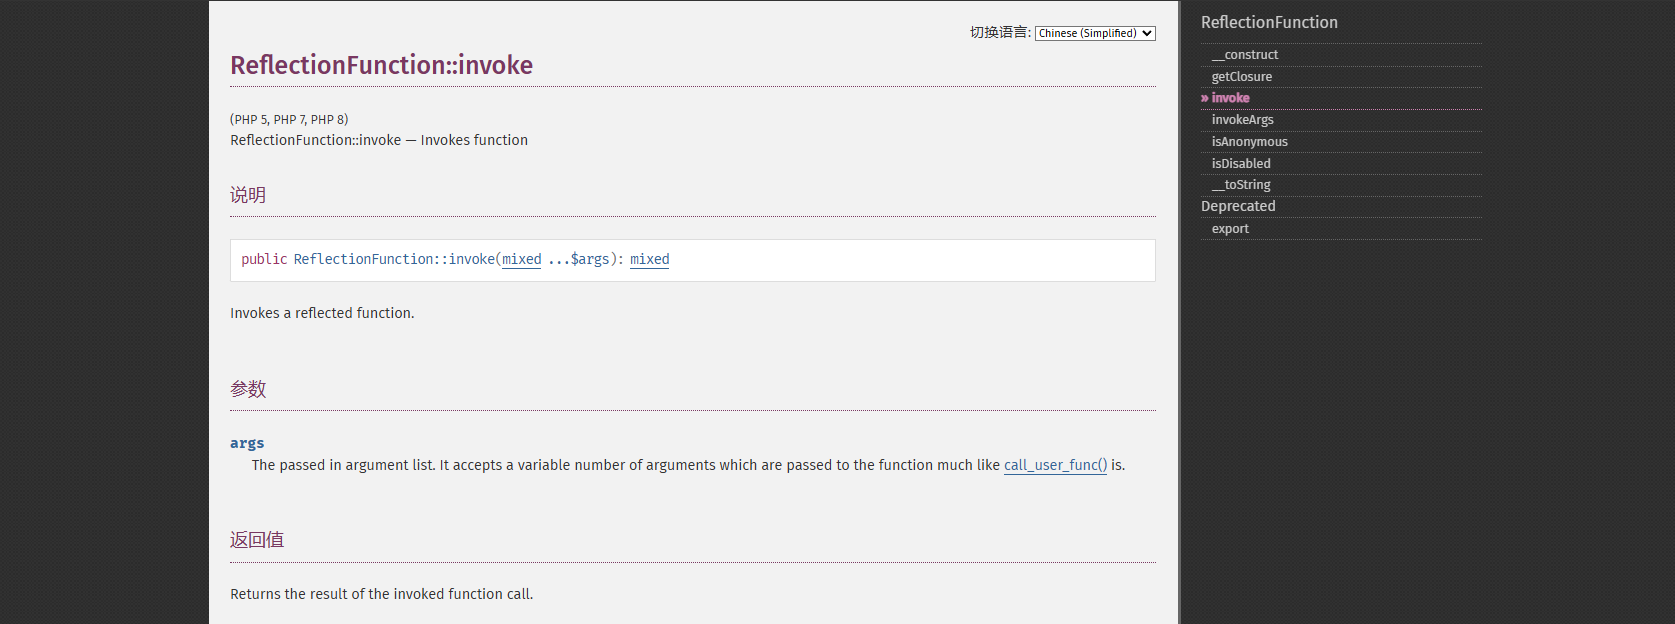 切换语言: Chinese (Simplified)
ReflectionFunction::invoke
(PHP 5, PHP 7, PHP 8)
ReflectionFunction::invoke — Invokes function
说明
public ReflectionFunction::invoke(mixed ...$args): mixed
Invokes a reflected function.
参数
args
The passed in argument list. It accepts a variable number of arguments which are passed to the function much like call_user_func() is.
返回值
Returns the result of the invoked function call.
ReflectionFunction
__construct
getClosure
» invoke
invokeArgs
isAnonymous
isDisabled
__toString
Deprecated
export